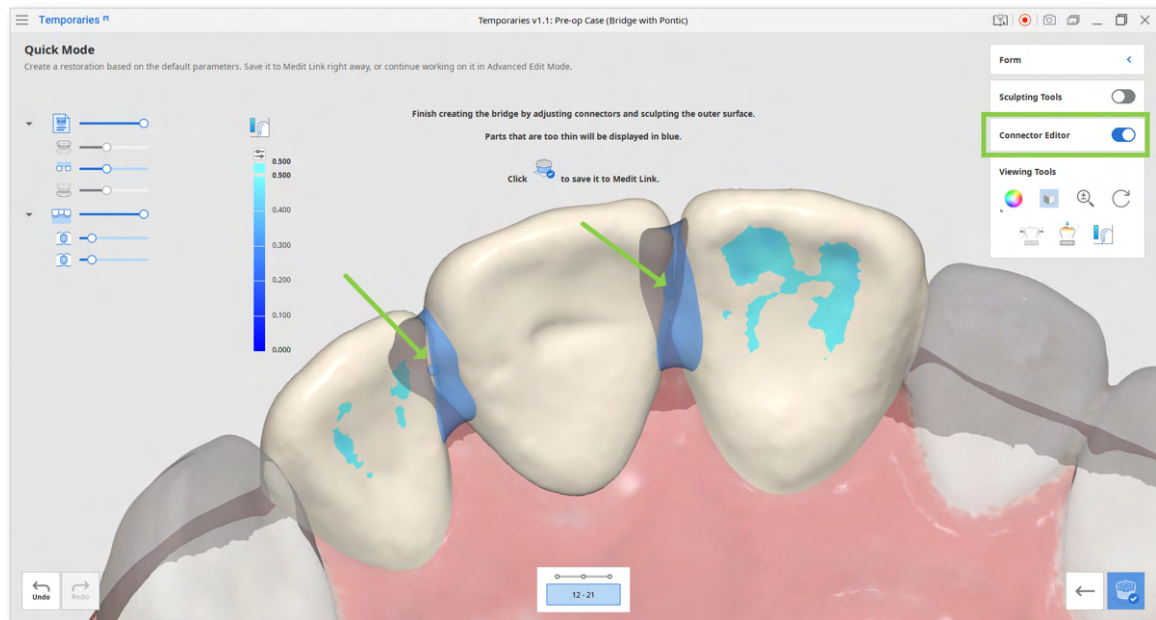 Temporaries
Temporaries v1.1: Pre-op Case (Bridge with Pontic)
Quick Mode
Create a restoration based on the default parameters. Save it to Medit Link right away, or continue working on it in Advanced Edit Mode.
Finish creating the bridge by adjusting connectors and sculpting the outer surface.
Parts that are too thin will be displayed in blue.
Click to save it to Medit Link.
0.500
0.500
0.400
0.300
0.200
0.100
0.000
Form
Sculpting Tools
Connector Editor
Viewing Tools
Undo
Redo
12 - 21